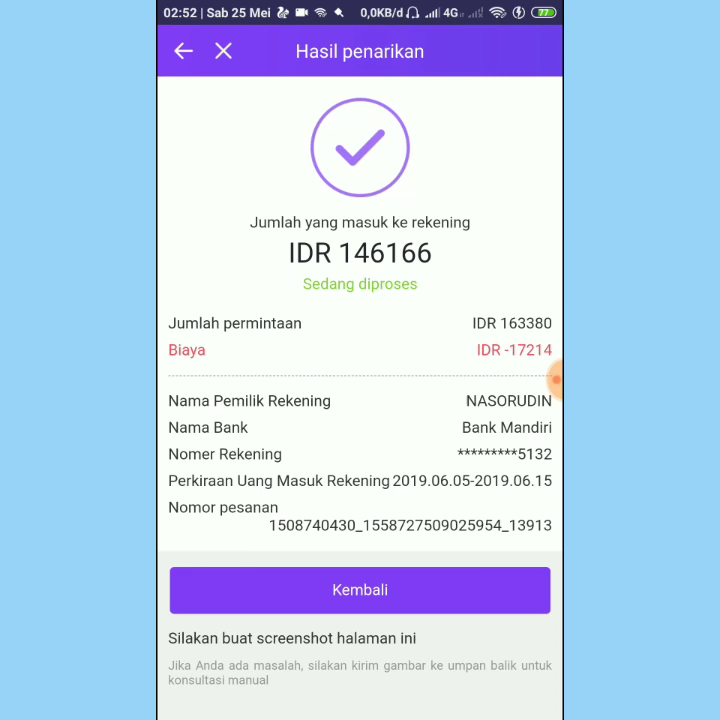 02:52 | Sab 25 Mei 0,0KB/d 4G 77
Hasil penarikan
Jumlah yang masuk ke rekening
IDR 146166
Sedang diproses
Jumlah permintaan IDR 163380
Biaya IDR -17214
Nama Pemilik Rekening NASORUDIN
Nama Bank Bank Mandiri
Nomer Rekening *********5132
Perkiraan Uang Masuk Rekening 2019.06.05-2019.06.15
Nomor pesanan
1508740430_1558727509025954_13913
Kembali
Silakan buat screenshot halaman ini
Jika Anda ada masalah, silakan kirim gambar ke umpan balik untuk
konsultasi manual